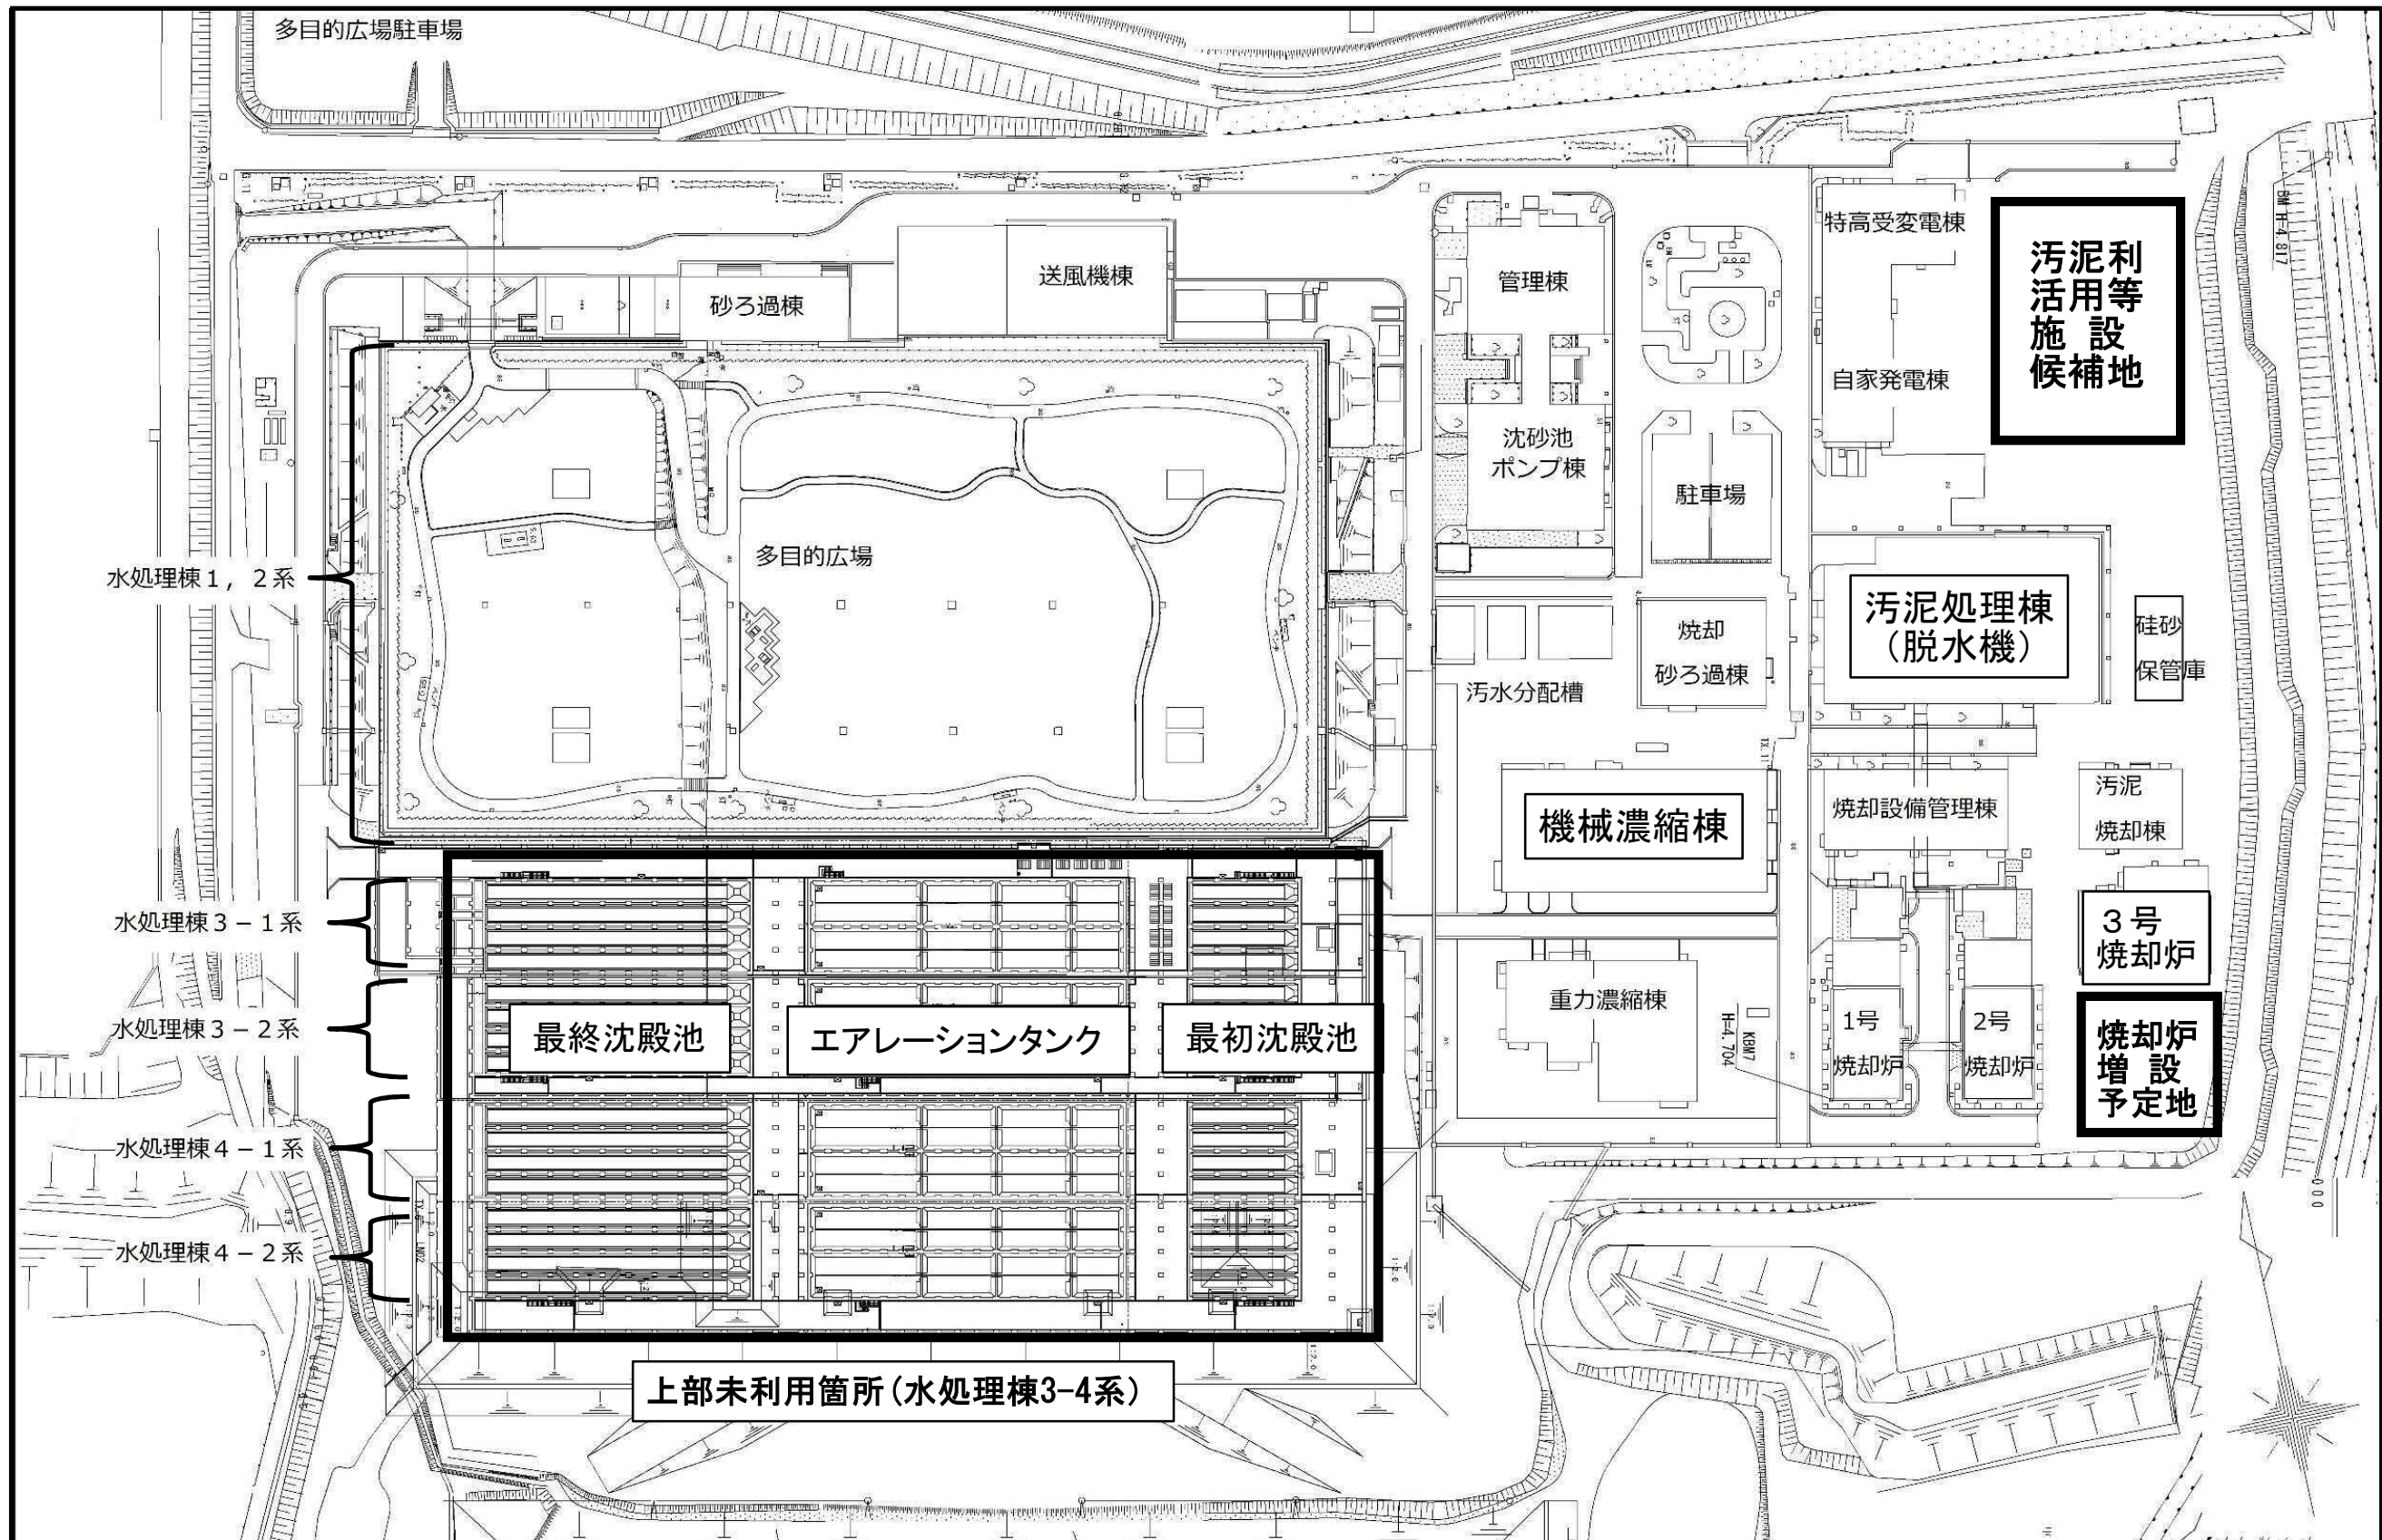 多目的広場駐車場
特高受変電棟
汚泥利
活用等
施 設
候補地
BM H=4.817
送風機棟
砂ろ過棟
管理棟
自家発電棟
沈砂池
ポンプ棟
駐車場
多目的広場
水処理棟1, 2系
汚泥処理棟
(脱水機)
硅砂
保管庫
焼却
砂ろ過棟
汚水分配槽
機械濃縮棟
焼却設備管理棟
汚泥
焼却棟
水処理棟3-1系
3号
焼却炉
水処理棟3-2系
最終沈殿池
エアレーションタンク
最初沈殿池
重力濃縮棟
KBM7
H=4.704
1号
焼却炉
2号
焼却炉
焼却炉
増 設
予定地
水処理棟4-1系
水処理棟4-2系
上部未利用箇所(水処理棟3-4系)